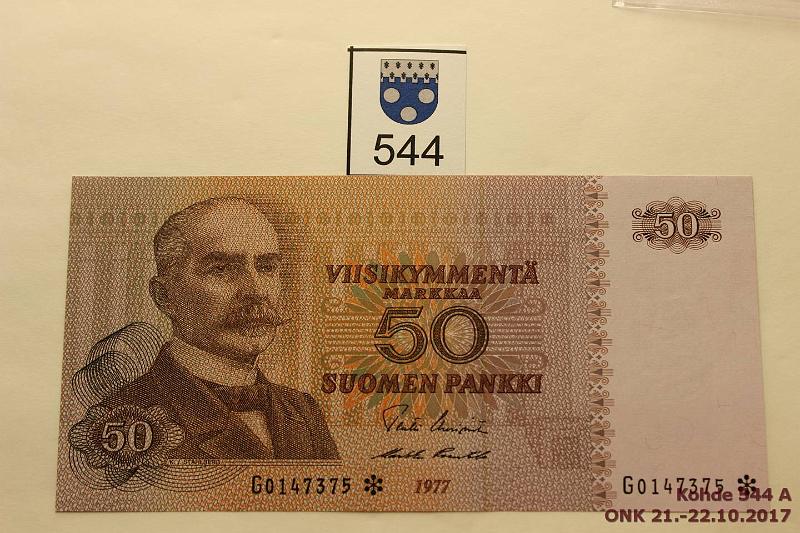 544
50
VIISIKYMMENTÄ
MARKKAA
50
SUOMEN PANKKI
50
G0147375 *
1977
G0147375 *
Kohde 544 A
ONK 21.-22.10.2017